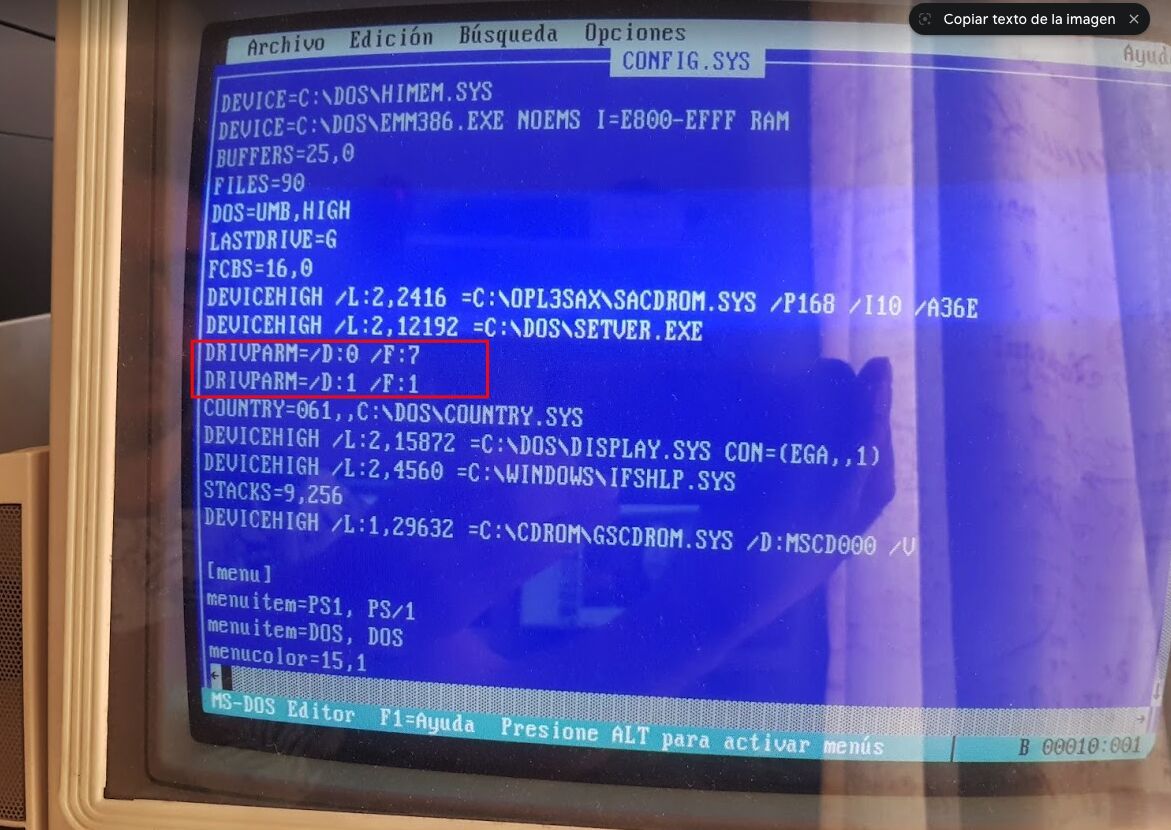 Copiar texto de la imagen
Archivo Edición Búsqueda Opciones
CONFIG.SYS
DEVICE=C:\DOS\HIMEM.SYS
DEVICE=C:\DOS\EMM386.EXE NOEMS I=E800-EFFF RAM
BUFFERS=25,0
FILES=90
DOS=UMB,HIGH
LASTDRIVE=G
FCBS=16,0
DEVICEHIGH /L:2,2416 =C:\OPL3SAX\SACDROM.SYS /P168 /I10 /A36E
DEVICEHIGH /L:2,12192 =C:\DOS\SETVER.EXE
DRIVPARM=/D:0 /F:7
DRIVPARM=/D:1 /F:1
COUNTRY=061,,C:\DOS\COUNTRY.SYS
DEVICEHIGH /L:2,15872 =C:\DOS\DISPLAY.SYS CON=(EGA,,1)
DEVICEHIGH /L:2,4560 =C:\WINDOWS\IFSHLP.SYS
STACKS=9,256
DEVICEHIGH /L:1,29632 =C:\CDROM\GSCDROM.SYS /D:MSCD000 /V
[menu]
menuitem=PS1, PS/1
menuitem=DOS, DOS
menucolor=15,1
MS-DOS Editor F1=Ayuda Presione ALT para activar menús B 00010:001